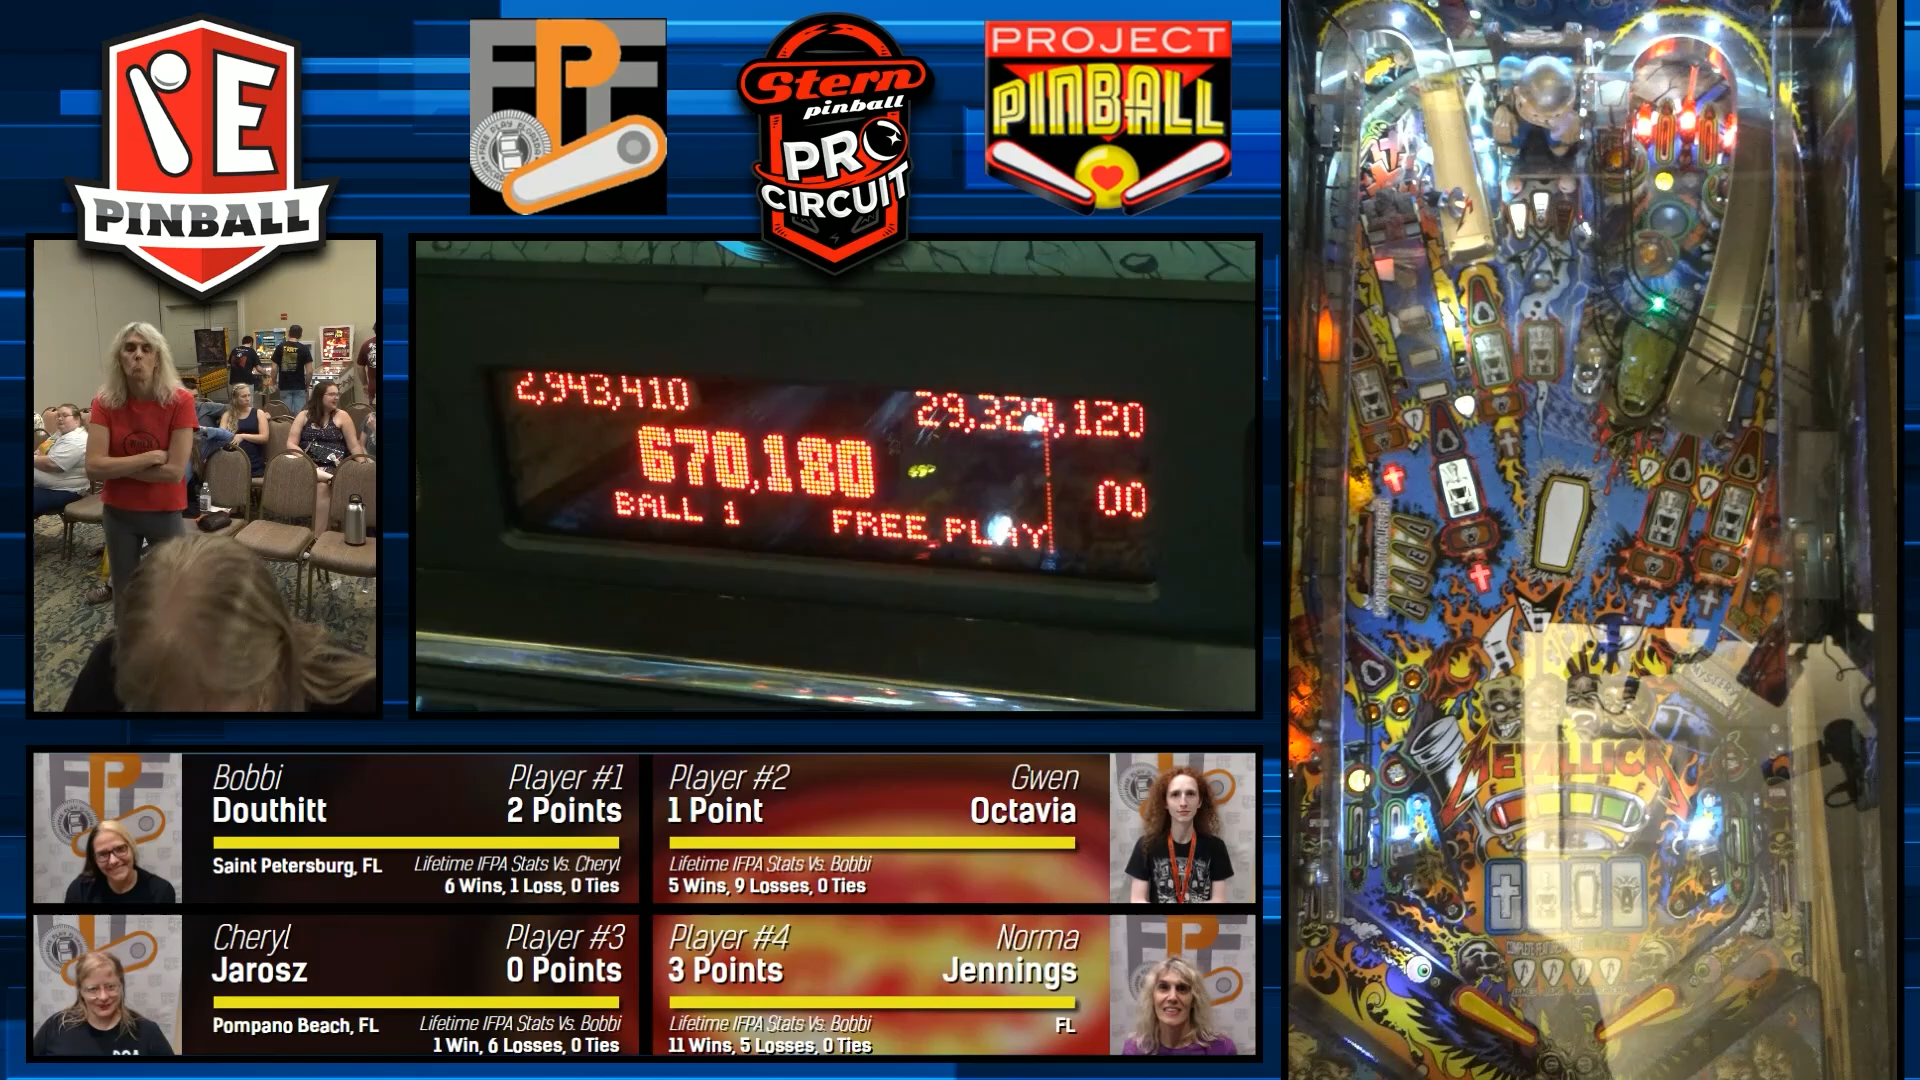 E
PINBALL
FPF
Stern
pinball
PRO
CIRCUIT
PROJECT
PINBALL
2,943,410
29,324,120
670,180
00
BALL 1
FREE PLAY
Bobbi
Player #1
Douthitt
2 Points
Saint Petersburg, FL
Lifetime IFPA Stats Vs. Cheryl
6 Wins, 1 Loss, 0 Ties
Player #2
Gwen
1 Point
Octavia
Lifetime IFPA Stats Vs. Bobbi
5 Wins, 9 Losses, 0 Ties
Cheryl
Player #3
Jarosz
0 Points
Pompano Beach, FL
Lifetime IFPA Stats Vs. Bobbi
1 Win, 6 Losses, 0 Ties
Player #4
Norma
3 Points
Jennings
Lifetime IFPA Stats Vs. Bobbi
FL
11 Wins, 5 Losses, 0 Ties
MYSTERY
METALLICA